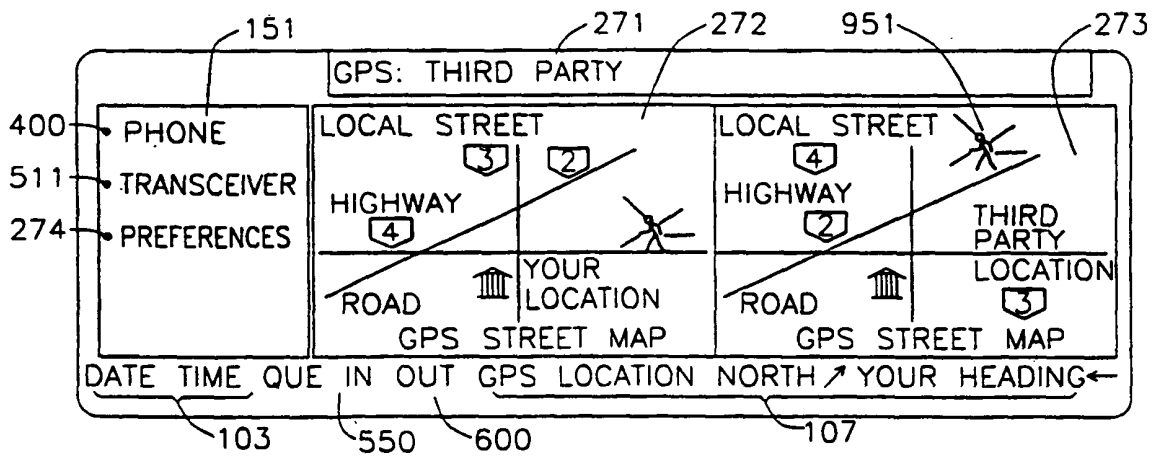 151
271
272
951
273
GPS: THIRD PARTY
400
PHONE
511
TRANSCEIVER
274
PREFERENCES
LOCAL STREET
3
2
HIGHWAY
4
YOUR
LOCATION
ROAD
GPS STREET MAP
LOCAL STREET
4
HIGHWAY
2
THIRD
PARTY
LOCATION
3
ROAD
GPS STREET MAP
DATE TIME QUE IN OUT GPS LOCATION NORTH ↗ YOUR HEADING ←
103
550
600
107